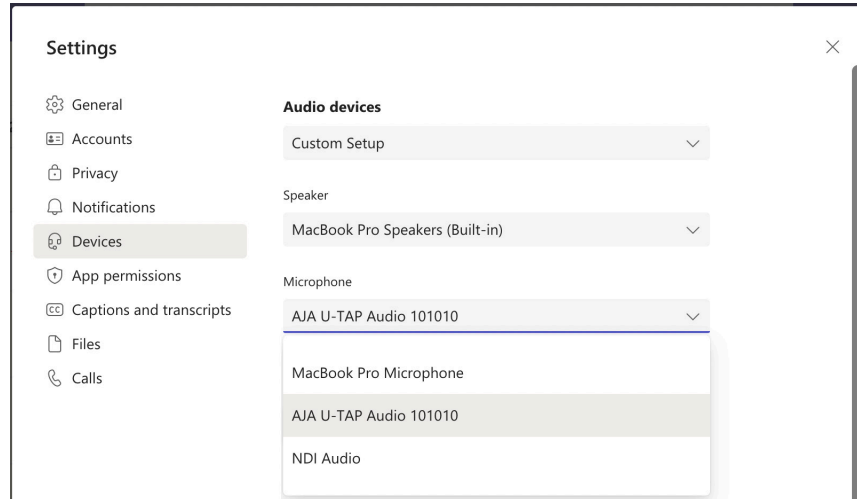 Settings
General
Accounts
Privacy
Notifications
Devices
App permissions
CC Captions and transcripts
Files
Calls
Audio devices
Custom Setup
Speaker
MacBook Pro Speakers (Built-in)
Microphone
AJA U-TAP Audio 101010
MacBook Pro Microphone
AJA U-TAP Audio 101010
NDI Audio